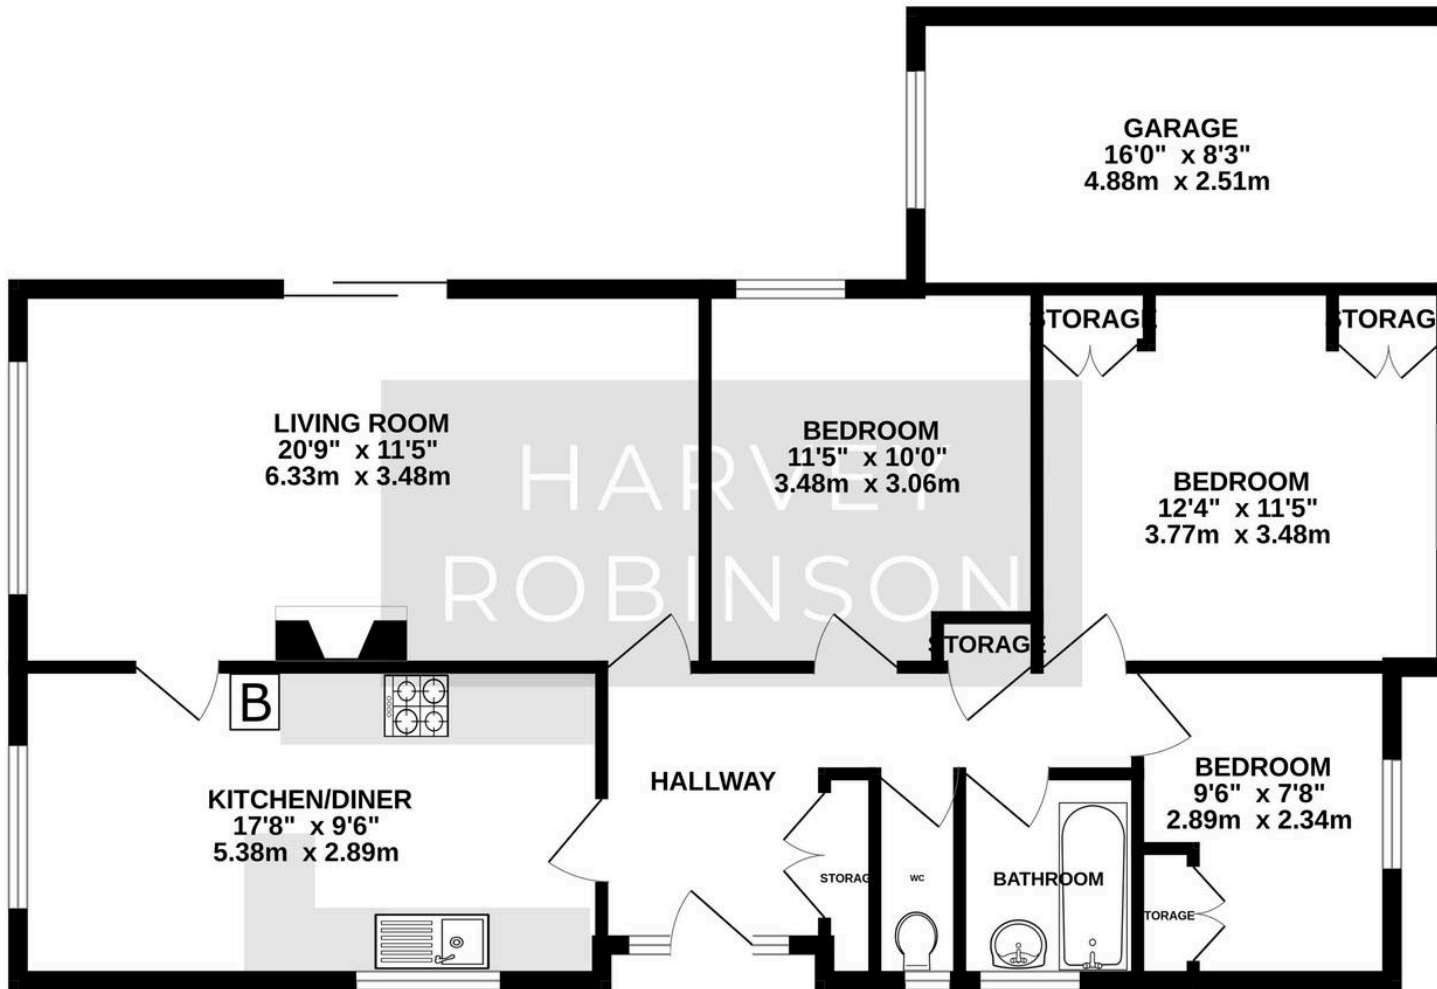 GARAGE
16'0" x 8'3"
4.88m x 2.51m
STORAGE
STORAG
LIVING ROOM
20'9" x 11'5"
6.33m x 3.48m
BEDROOM
11'5" x 10'0"
3.48m x 3.06m
BEDROOM
12'4" x 11'5"
3.77m x 3.48m
HARVEY
ROBINSON
STORAGE
B
KITCHEN/DINER
17'8" x 9'6"
5.38m x 2.89m
HALLWAY
BEDROOM
9'6" x 7'8"
2.89m x 2.34m
STORAG
WC
BATHROOM
TORAGE